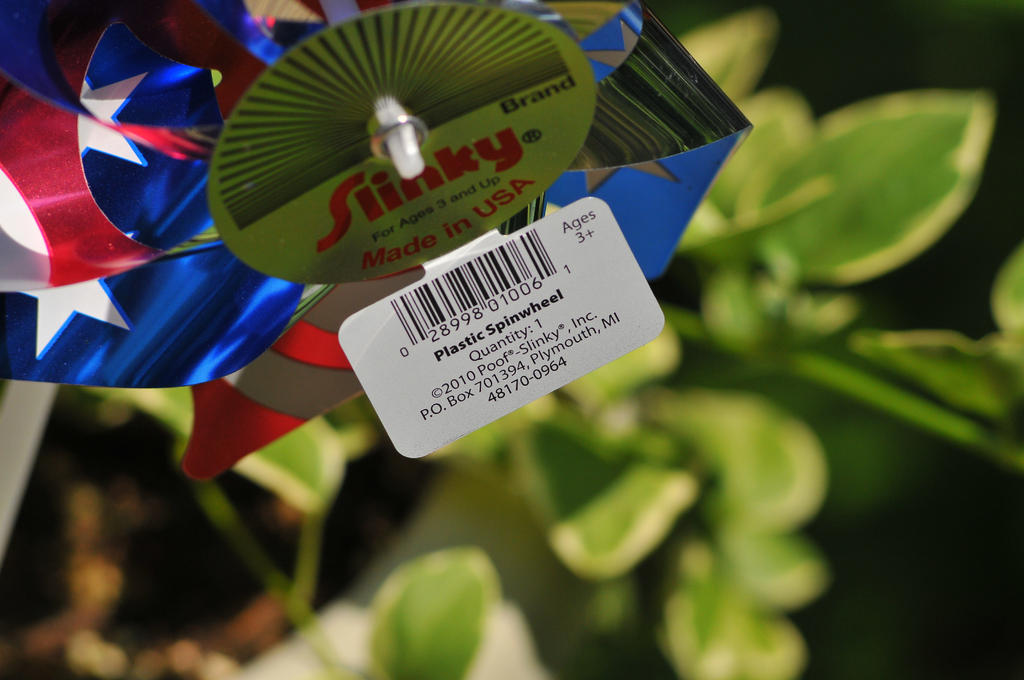 Brand
Slinky®
For Ages 3 and Up
Made in USA
Ages
3+
0 28998 01006 1
Plastic Spinwheel
Quantity: 1
©2010 Poof®-Slinky®, Inc.
P.O. Box 701394, Plymouth, MI
48170-0964